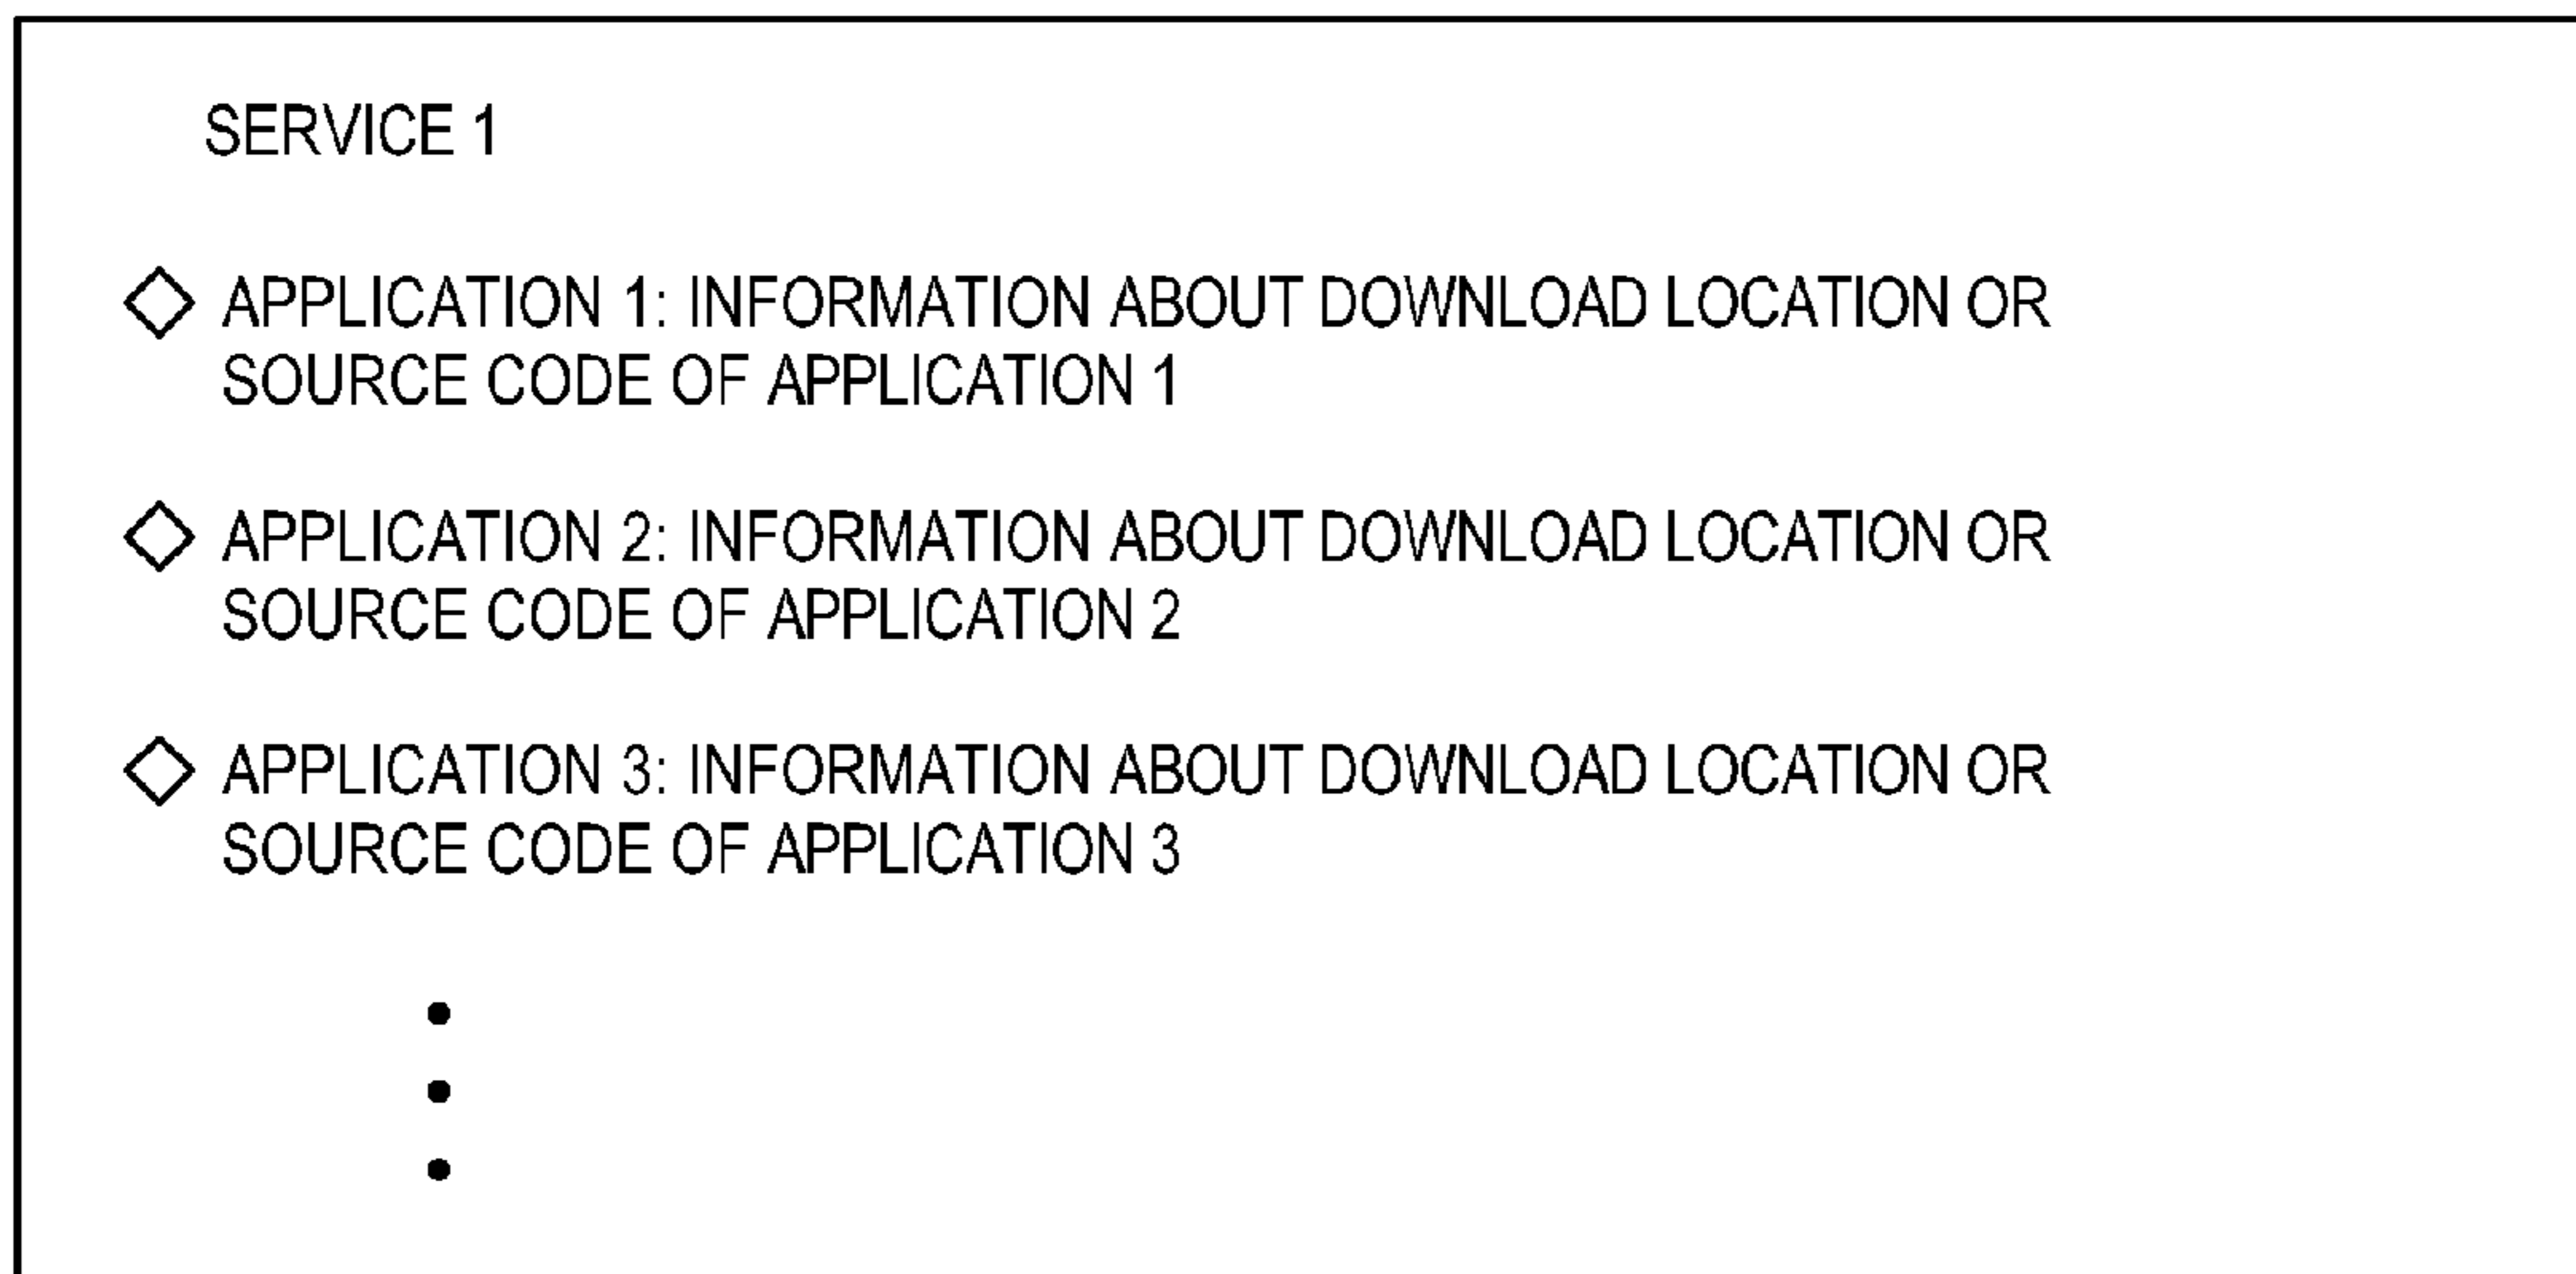 SERVICE 1
◇ APPLICATION 1: INFORMATION ABOUT DOWNLOAD LOCATION OR
SOURCE CODE OF APPLICATION 1
◇ APPLICATION 2: INFORMATION ABOUT DOWNLOAD LOCATION OR
SOURCE CODE OF APPLICATION 2
◇ APPLICATION 3: INFORMATION ABOUT DOWNLOAD LOCATION OR
SOURCE CODE OF APPLICATION 3
•
•
•